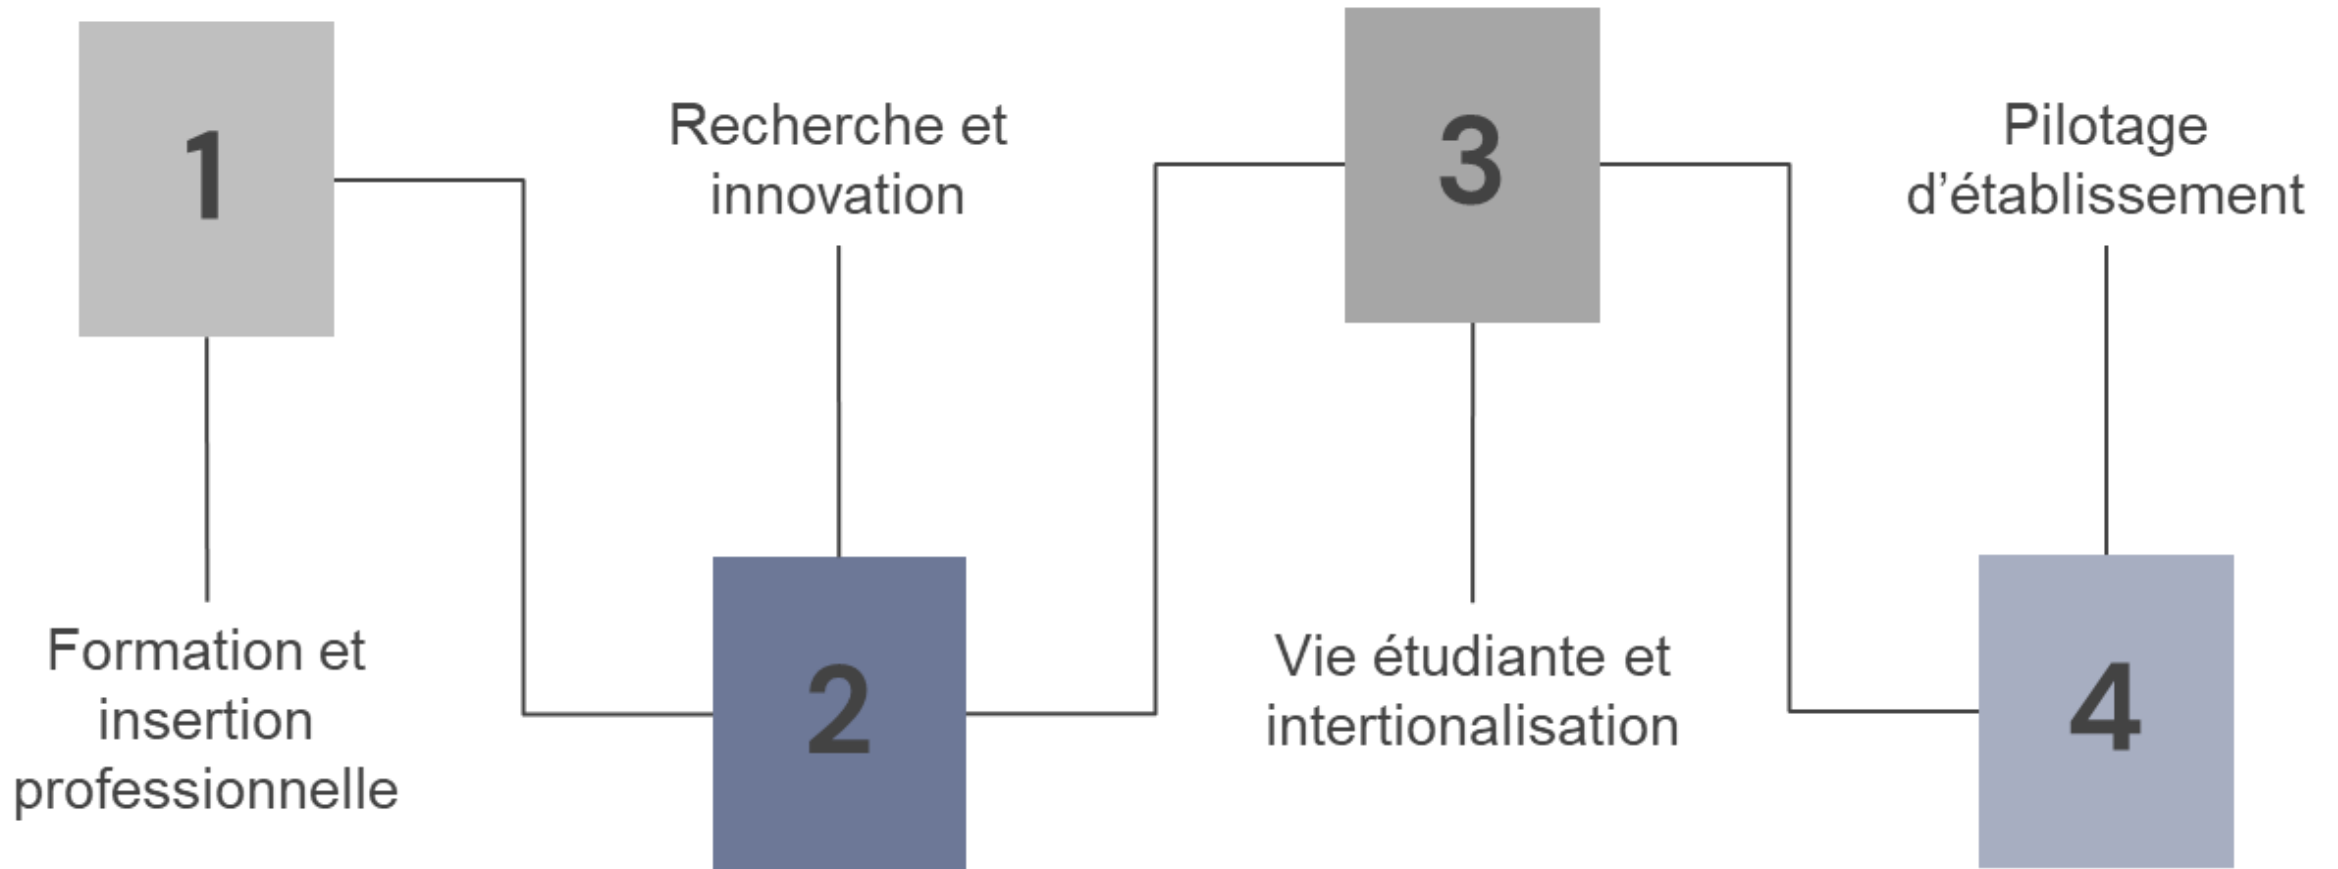 1
Formation et
insertion
professionnelle
Recherche et
innovation
2
3
Vie étudiante et
intertionalisation
Pilotage
d’établissement
4